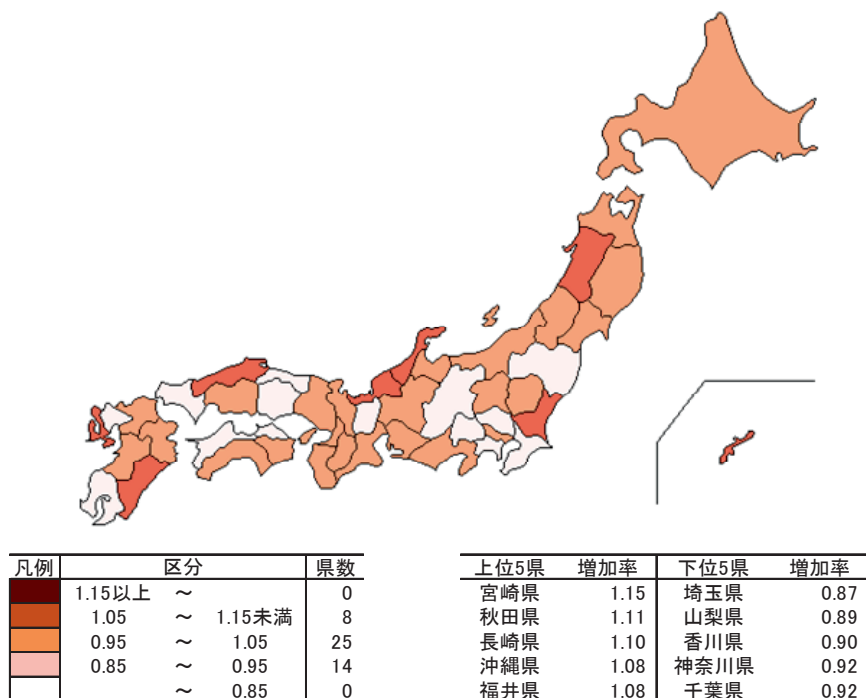 凡例 区分 県数
1.15以上 ～ 0
1.05 ～ 1.15未満 8
0.95 ～ 1.05 25
0.85 ～ 0.95 14
～ 0.85 0
上位5県 増加率 下位5県 増加率
宮崎県 1.15 埼玉県 0.87
秋田県 1.11 山梨県 0.89
長崎県 1.10 香川県 0.90
沖縄県 1.08 神奈川県 0.92
福井県 1.08 千葉県 0.92